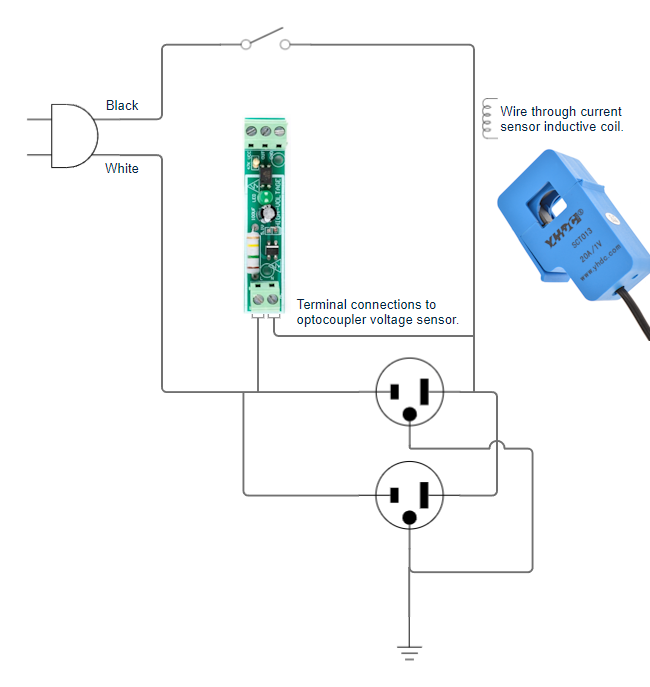 Black
White
Wire through current
sensor inductive coil.
YHDC®
SCT013
20A/1V
www.yhdc.com
Terminal connections to
optocoupler voltage sensor.